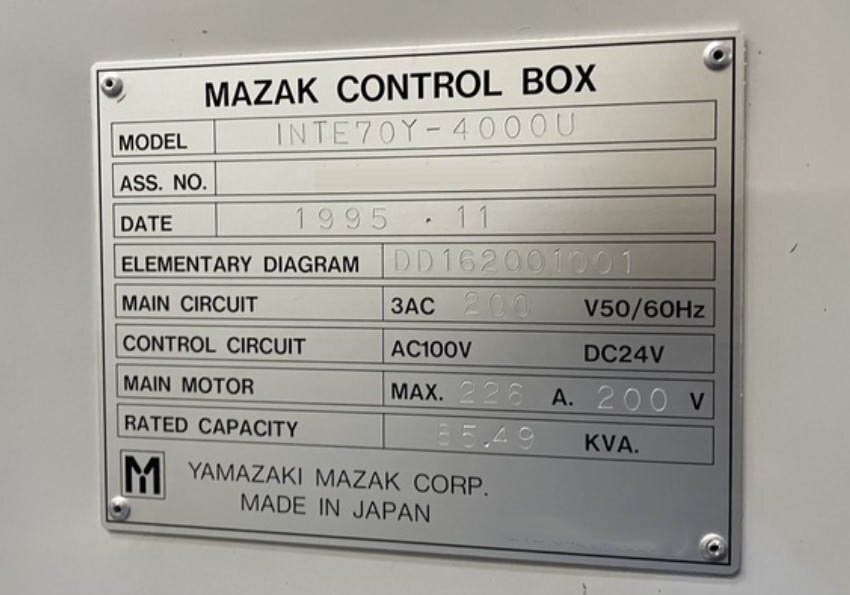 MAZAK CONTROL BOX
MODEL INTE70Y-4000U
ASS. NO.
DATE 1995 . 11
ELEMENTARY DIAGRAM DD162001001
MAIN CIRCUIT 3AC 200 V50/60Hz
CONTROL CIRCUIT AC100V DC24V
MAIN MOTOR MAX. 226 A. 200 V
RATED CAPACITY KVA.
YAMAZAKI MAZAK CORP.
MADE IN JAPAN